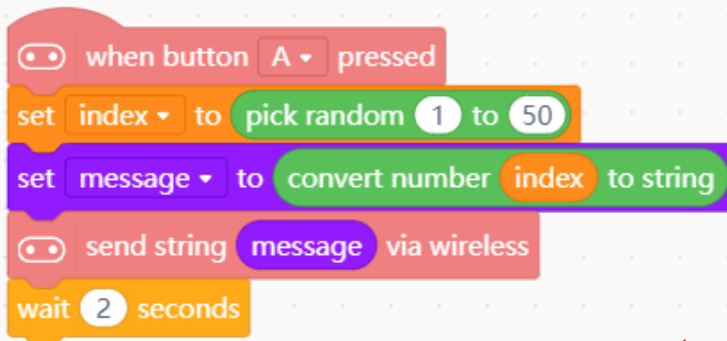 when button A pressed
set index to pick random 1 to 50
set message to convert number index to string
send string message via wireless
wait 2 seconds